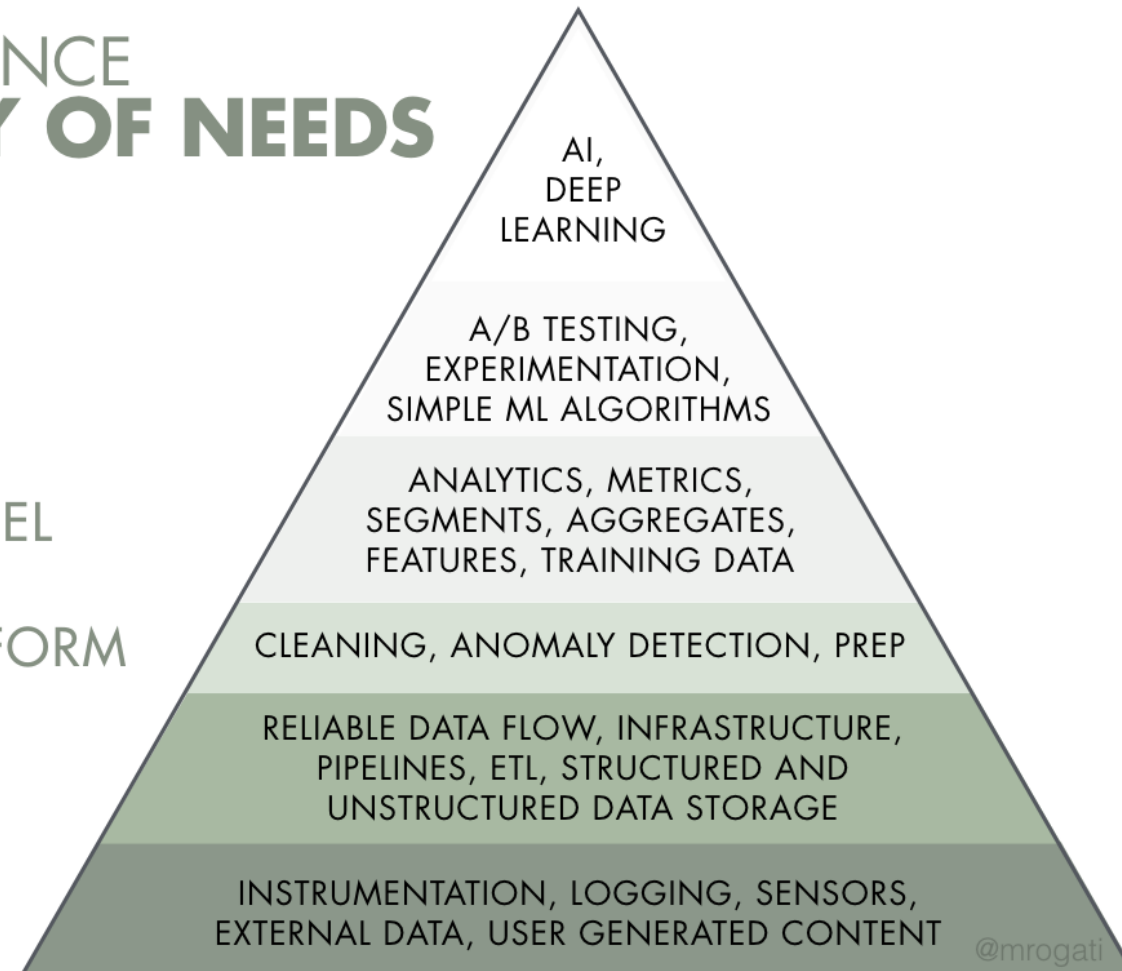 NCE
Y OF NEEDS
AI,
DEEP
LEARNING
A/B TESTING,
EXPERIMENTATION,
SIMPLE ML ALGORITHMS
ANALYTICS, METRICS,
SEGMENTS, AGGREGATES,
FEATURES, TRAINING DATA
EL
FORM
CLEANING, ANOMALY DETECTION, PREP
RELIABLE DATA FLOW, INFRASTRUCTURE,
PIPELINES, ETL, STRUCTURED AND
UNSTRUCTURED DATA STORAGE
INSTRUMENTATION, LOGGING, SENSORS,
EXTERNAL DATA, USER GENERATED CONTENT
@mrogati